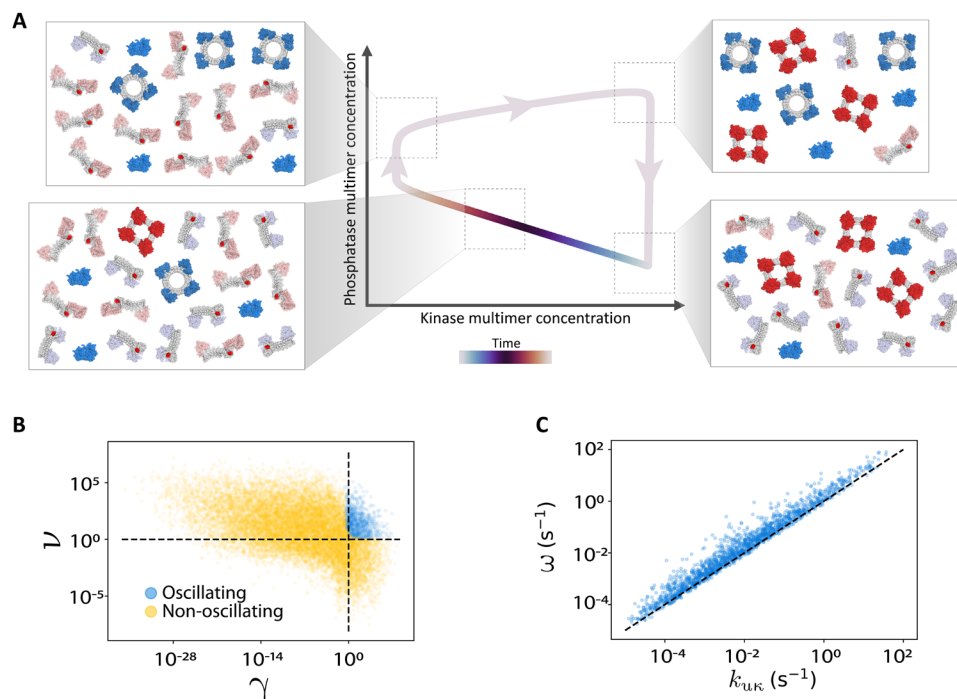 A
Phosphatase multimer concentration
Kinase multimer concentration
Time
B
ν
10⁵
10⁰
10⁻⁵
Oscillating
Non-oscillating
10⁻²⁸
10⁻¹⁴
10⁰
γ
C
ω (s⁻¹)
10²
10⁰
10⁻²
10⁻⁴
10⁻⁴
10⁻²
10⁰
10²
kᵤκ (s⁻¹)